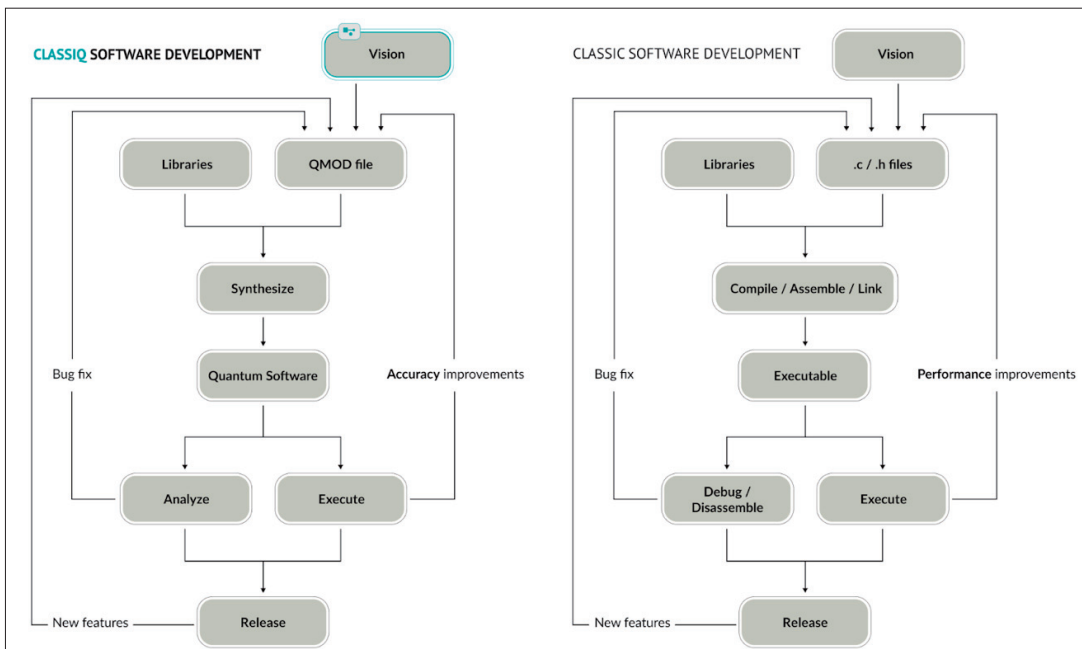 CLASSIQ SOFTWARE DEVELOPMENT
Vision
Libraries
QMOD file
Synthesize
Quantum Software
Bug fix
Accuracy improvements
Analyze
Execute
New features
Release
CLASSIC SOFTWARE DEVELOPMENT
Vision
Libraries
.c / .h files
Compile / Assemble / Link
Executable
Bug fix
Performance improvements
Debug /
Disassemble
Execute
New features
Release